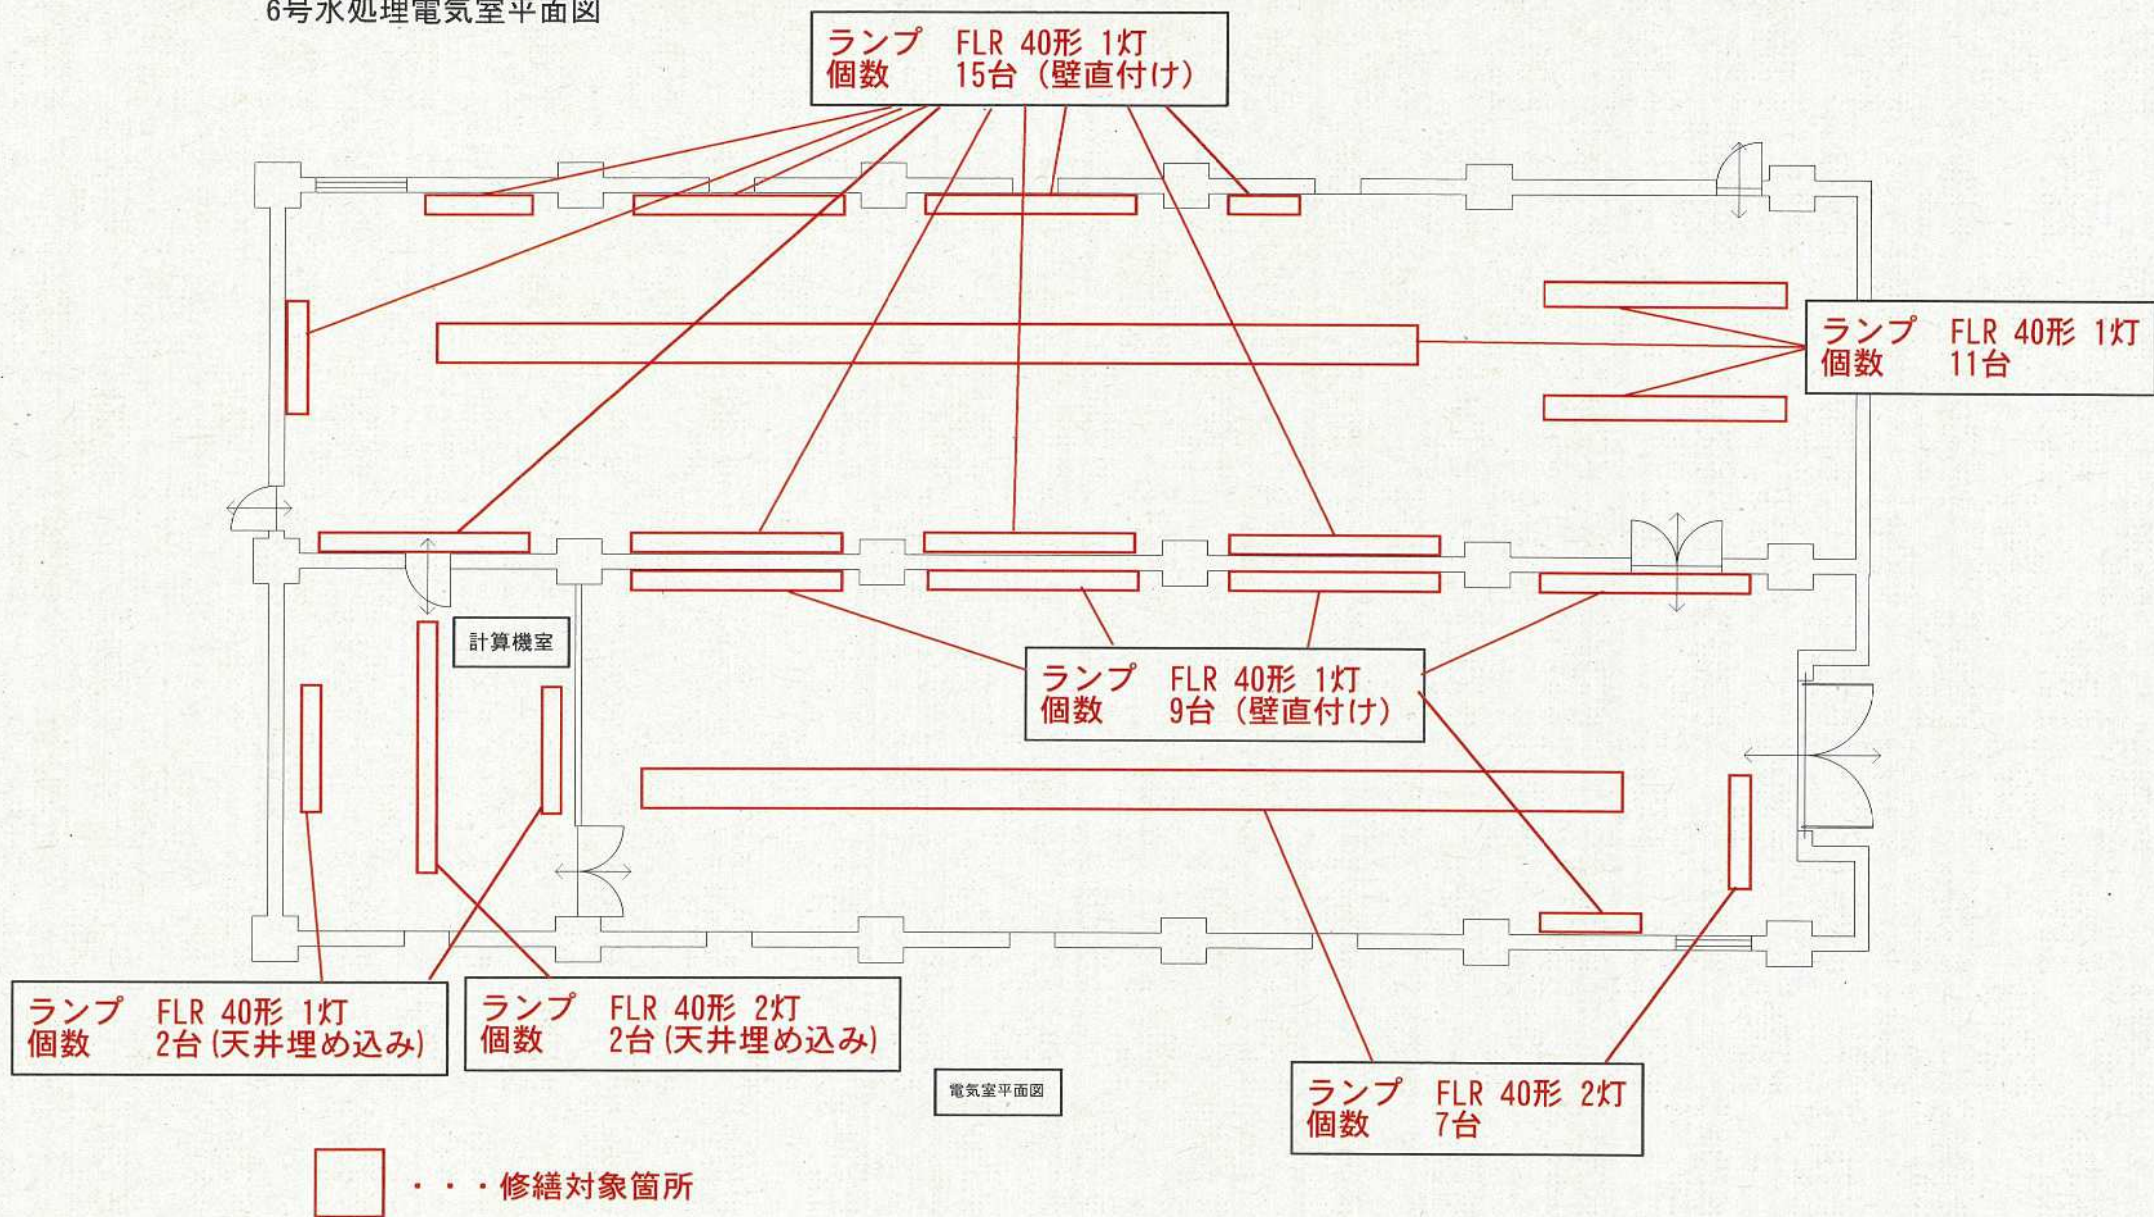 6号水処理電気室平面図
ランプ　FLR 40形 1灯
個数　　15台（壁直付け）
ランプ　FLR 40形 1灯
個数　　11台
計算機室
ランプ　FLR 40形 1灯
個数　　9台（壁直付け）
ランプ　FLR 40形 1灯
個数　　2台(天井埋め込み)
ランプ　FLR 40形 2灯
個数　　2台(天井埋め込み)
電気室平面図
ランプ　FLR 40形 2灯
個数　　7台
・・・修繕対象箇所